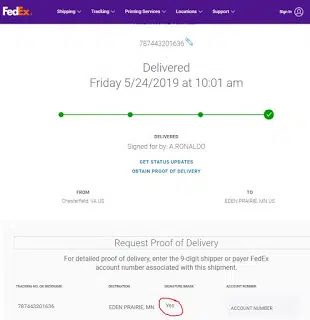 FedEx.
Shipping
Tracking
Printing Services
Locations
Support
Sign In
787443201636
Delivered
Friday 5/24/2019 at 10:01 am
DELIVERED
Signed for by: A.RONALDO
GET STATUS UPDATES
OBTAIN PROOF OF DELIVERY
FROM
TO
Chesterfield, VA US
EDEN PRAIRIE, MN US
Request Proof of Delivery
For detailed proof of delivery, enter the 9-digit shipper or payer FedEx
account number associated with this shipment.
TRACKING NO. OR DOORTAG
DESTINATION
SIGNATURE IMAGE
ACCOUNT NUMBER
787443201636
EDEN PRAIRIE, MN
Yes
ACCOUNT NUMBER